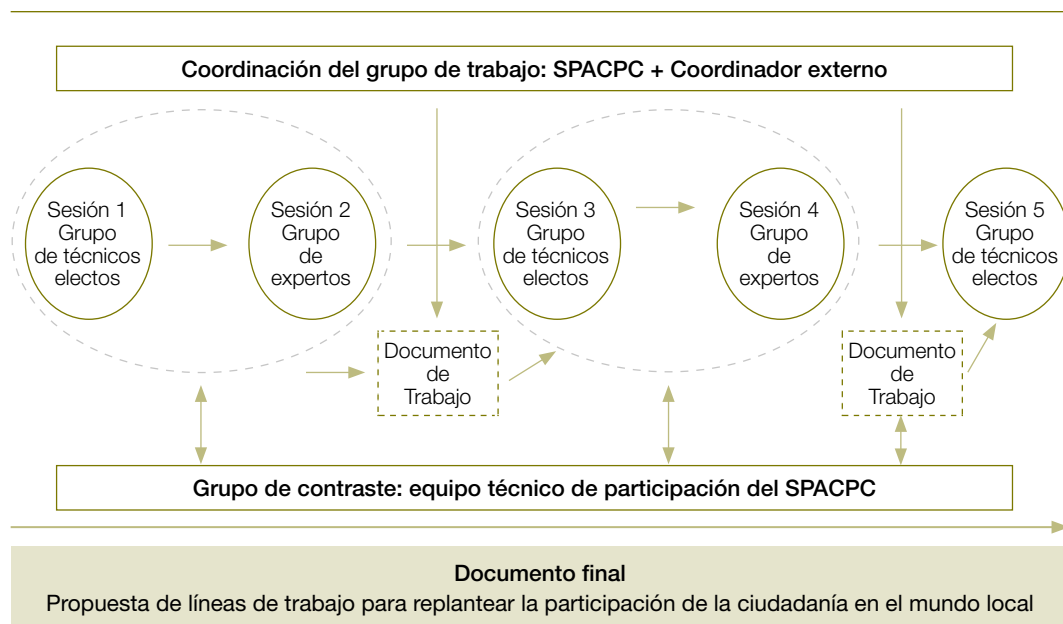 Coordinación del grupo de trabajo: SPACPC + Coordinador externo
Sesión 1
Grupo
de técnicos
electos
Sesión 2
Grupo
de
expertos
Sesión 3
Grupo
de técnicos
electos
Sesión 4
Grupo
de
expertos
Sesión 5
Grupo
de técnicos
electos
Documento
de
Trabajo
Documento
de
Trabajo
Grupo de contraste: equipo técnico de participación del SPACPC
Documento final
Propuesta de líneas de trabajo para replantear la participación de la ciudadanía en el mundo local